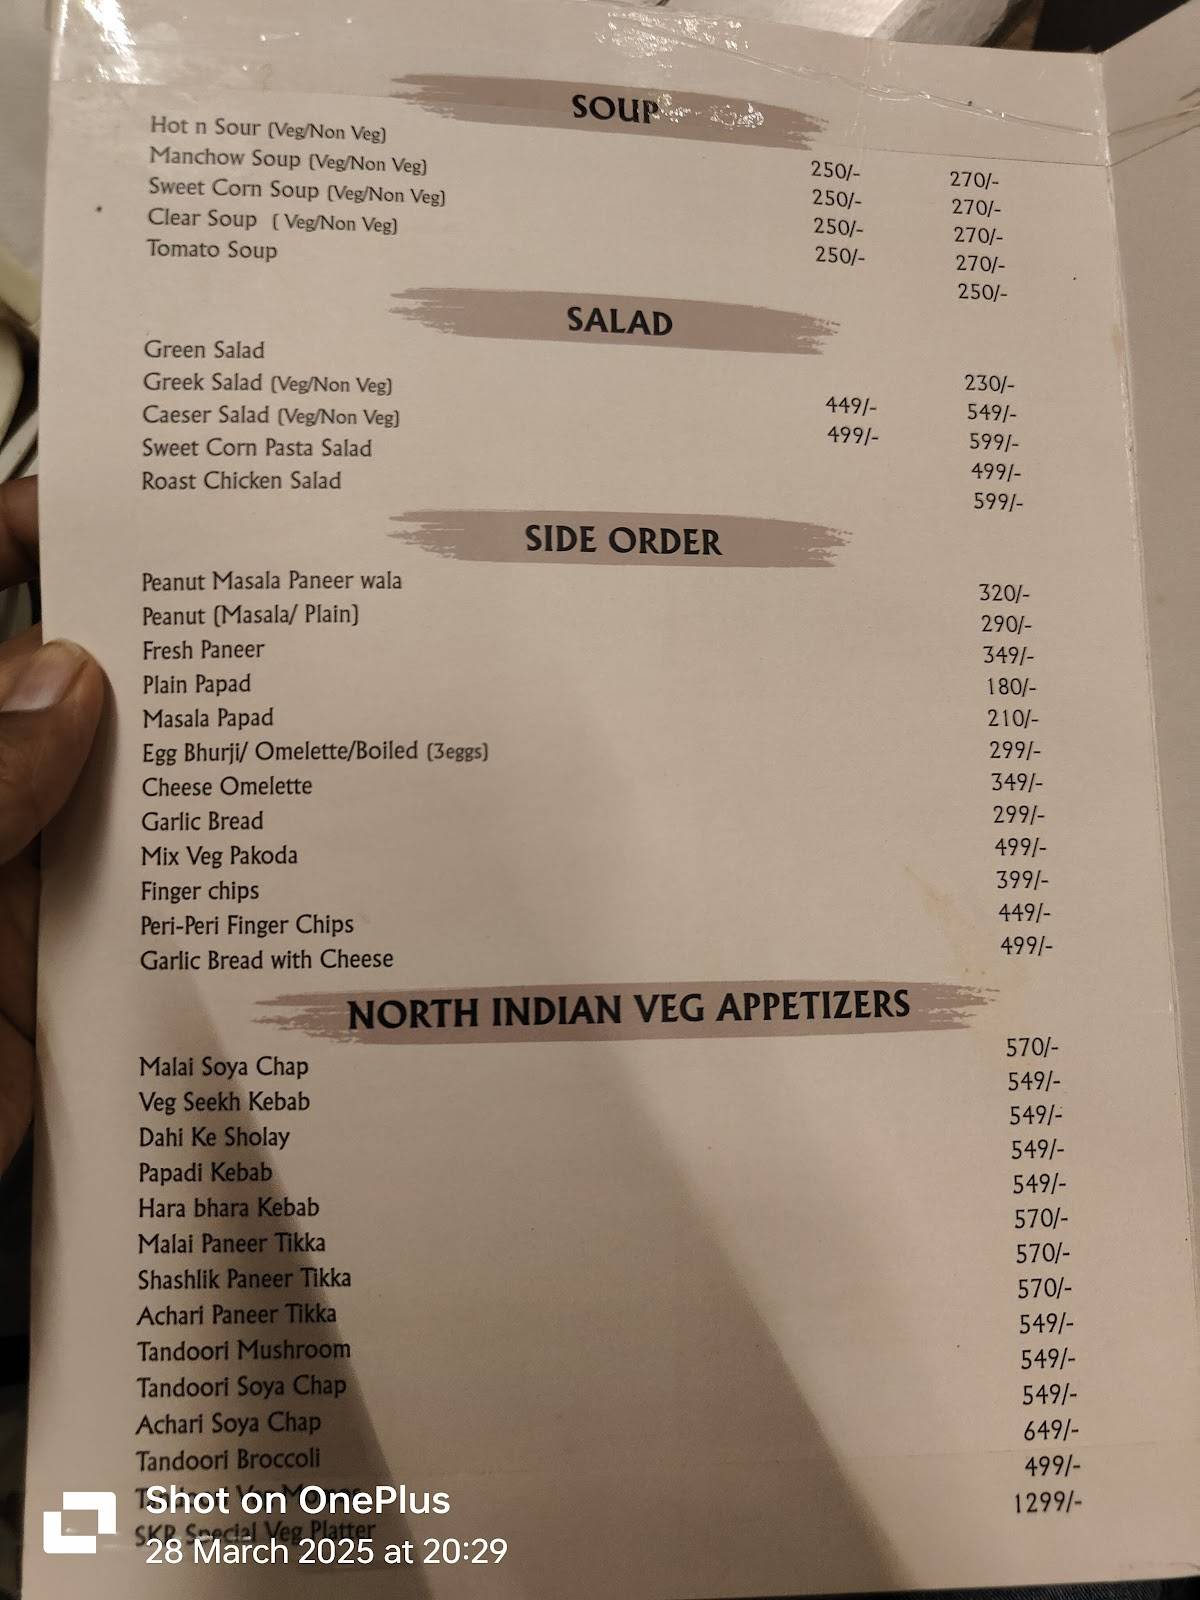 SOUP
Hot n Sour (Veg/Non Veg) 250/- 270/-
Manchow Soup (Veg/Non Veg) 250/- 270/-
Sweet Corn Soup (Veg/Non Veg) 250/- 270/-
Clear Soup ( Veg/Non Veg) 250/- 270/-
Tomato Soup 250/-
SALAD
Green Salad 230/-
Greek Salad (Veg/Non Veg) 449/- 549/-
Caeser Salad (Veg/Non Veg) 499/- 599/-
Sweet Corn Pasta Salad 499/-
Roast Chicken Salad 599/-
SIDE ORDER
Peanut Masala Paneer wala 320/-
Peanut (Masala/ Plain) 290/-
Fresh Paneer 349/-
Plain Papad 180/-
Masala Papad 210/-
Egg Bhurji/ Omelette/Boiled (3eggs) 299/-
Cheese Omelette 349/-
Garlic Bread 299/-
Mix Veg Pakoda 499/-
Finger chips 399/-
Peri-Peri Finger Chips 449/-
Garlic Bread with Cheese 499/-
NORTH INDIAN VEG APPETIZERS
Malai Soya Chap 570/-
Veg Seekh Kebab 549/-
Dahi Ke Sholay 549/-
Papadi Kebab 549/-
Hara bhara Kebab 549/-
Malai Paneer Tikka 570/-
Shashlik Paneer Tikka 570/-
Achari Paneer Tikka 570/-
Tandoori Mushroom 549/-
Tandoori Soya Chap 549/-
Achari Soya Chap 549/-
Tandoori Broccoli 649/-
Tandoori Veg Momos 499/-
SKP Special Veg Platter 1299/-
Shot on OnePlus
28 March 2025 at 20:29